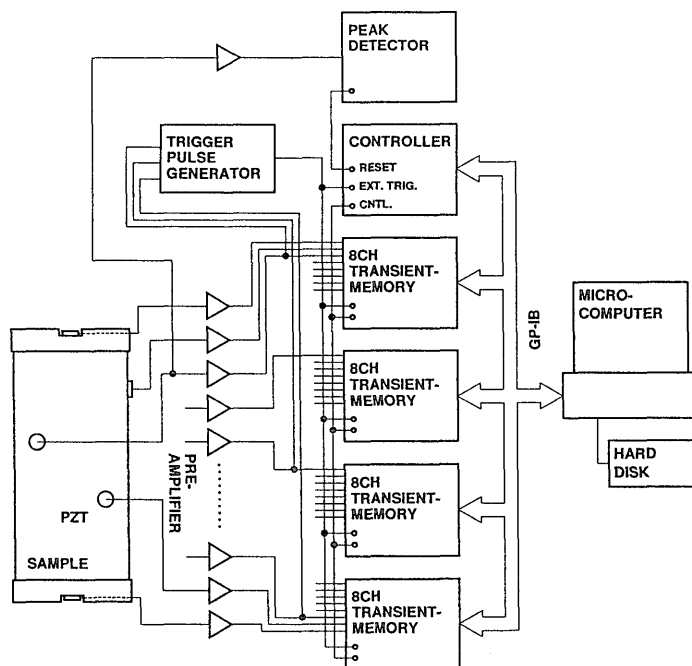 PEAK
DETECTOR
TRIGGER
PULSE
GENERATOR
CONTROLLER
RESET
EXT. TRIG.
CNTL.
8CH
TRANSIENT-
MEMORY
8CH
TRANSIENT-
MEMORY
8CH
TRANSIENT-
MEMORY
8CH
TRANSIENT-
MEMORY
GP-IB
MICRO-
COMPUTER
HARD
DISK
PRE-
AMPLIFIER
PZT
SAMPLE